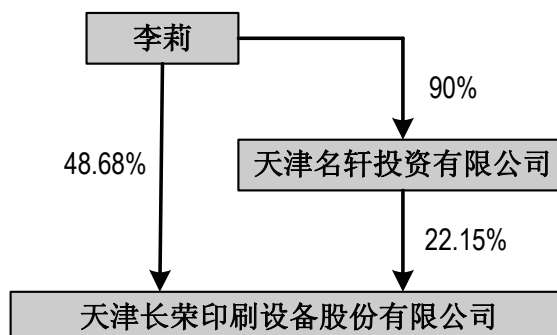 李莉
90%
48.68%
天津名轩投资有限公司
22.15%
天津长荣印刷设备股份有限公司